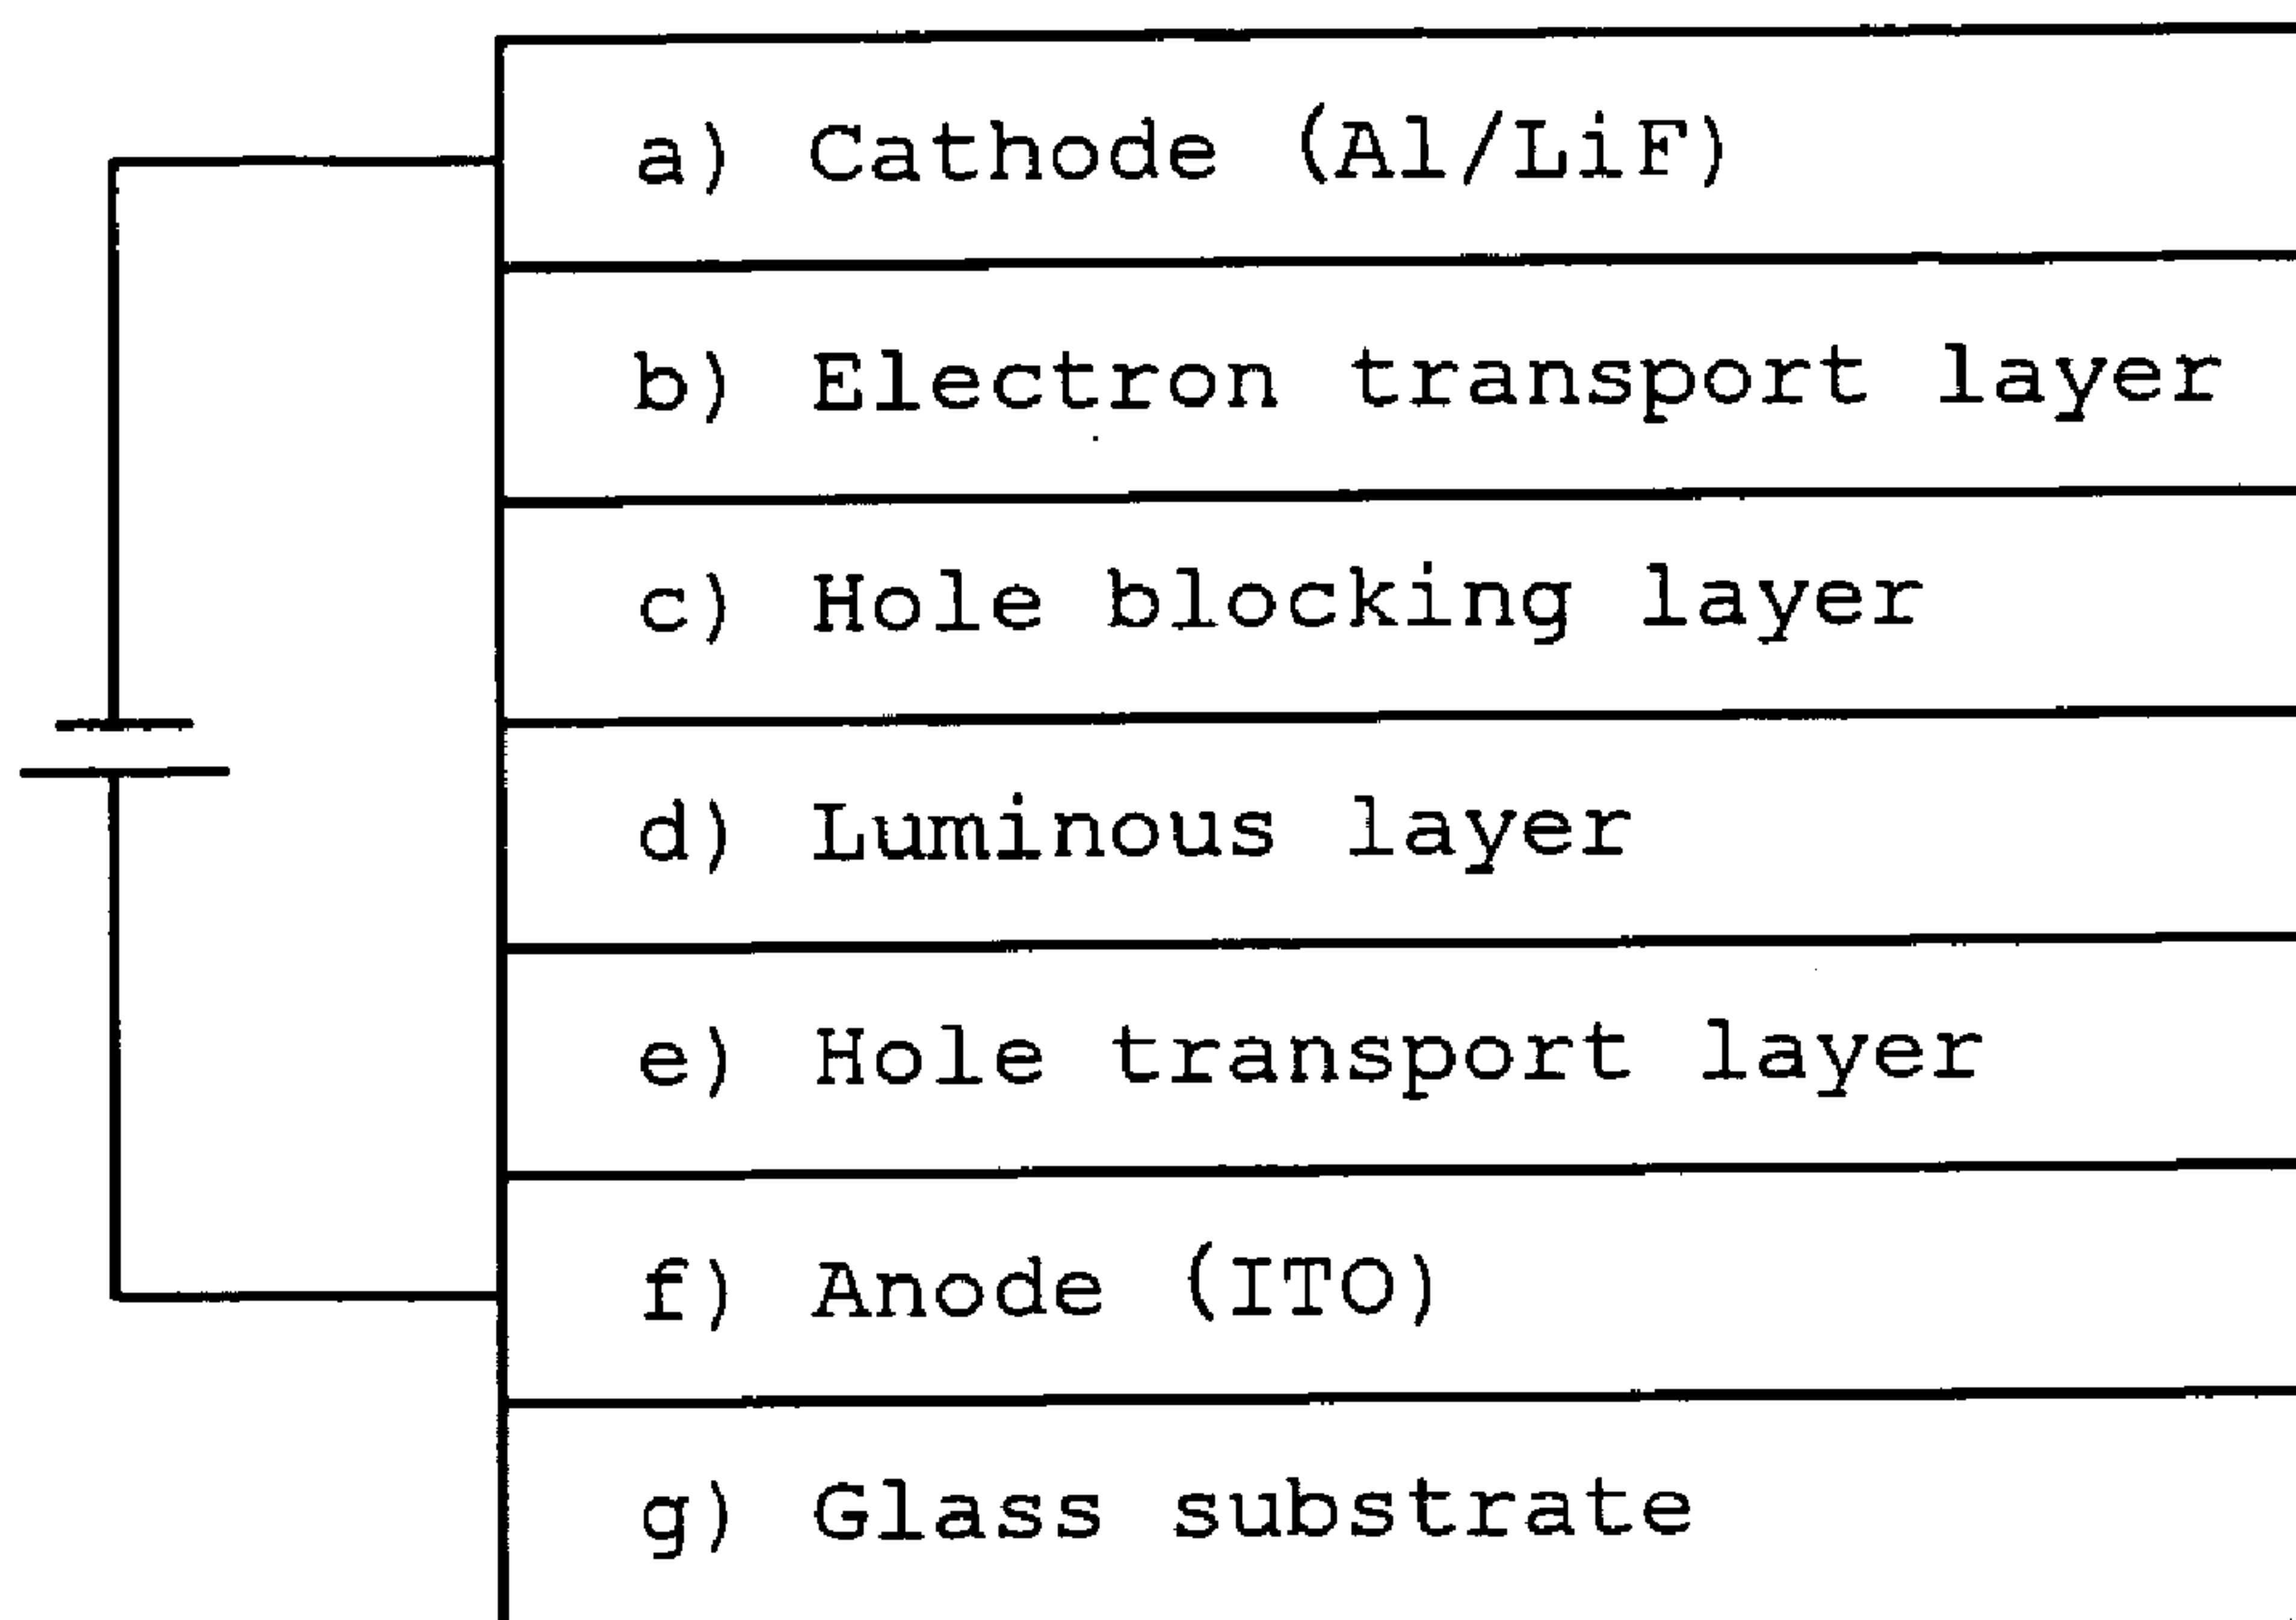 a) Cathode (Al/LiF)
b) Electron transport layer
c) Hole blocking layer
d) Luminous layer
e) Hole transport layer
f) Anode (ITO)
g) Glass substrate